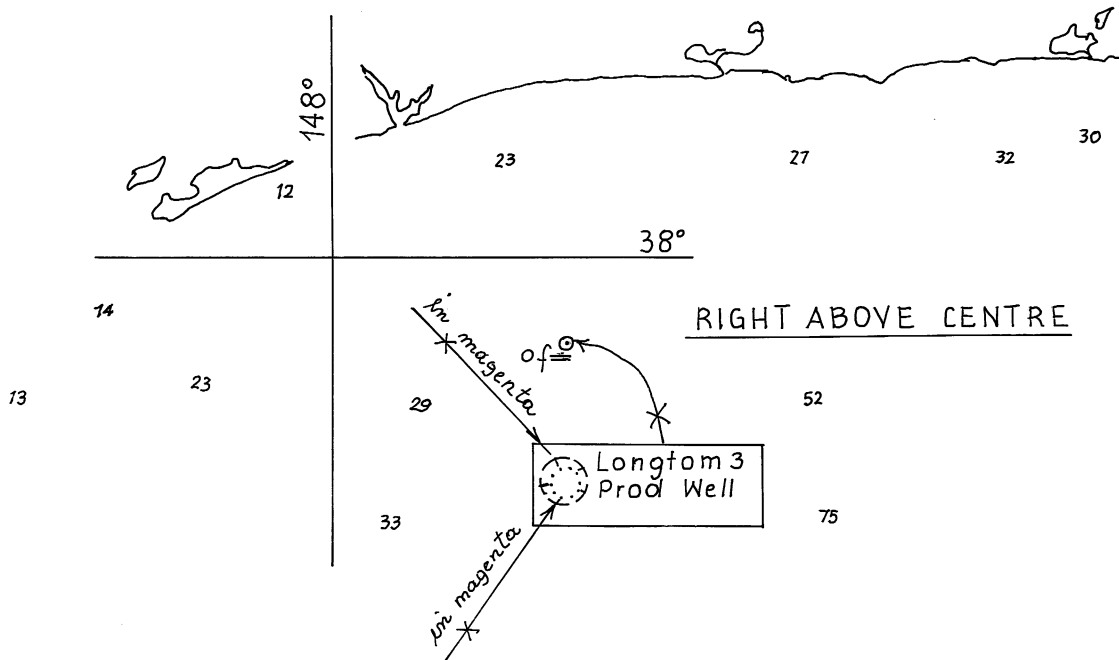 148°
30
23
27
32
12
38°
14
in magenta
RIGHT ABOVE CENTRE
Of
23
13
29
52
Longtom 3
Prod Well
33
75
in magenta